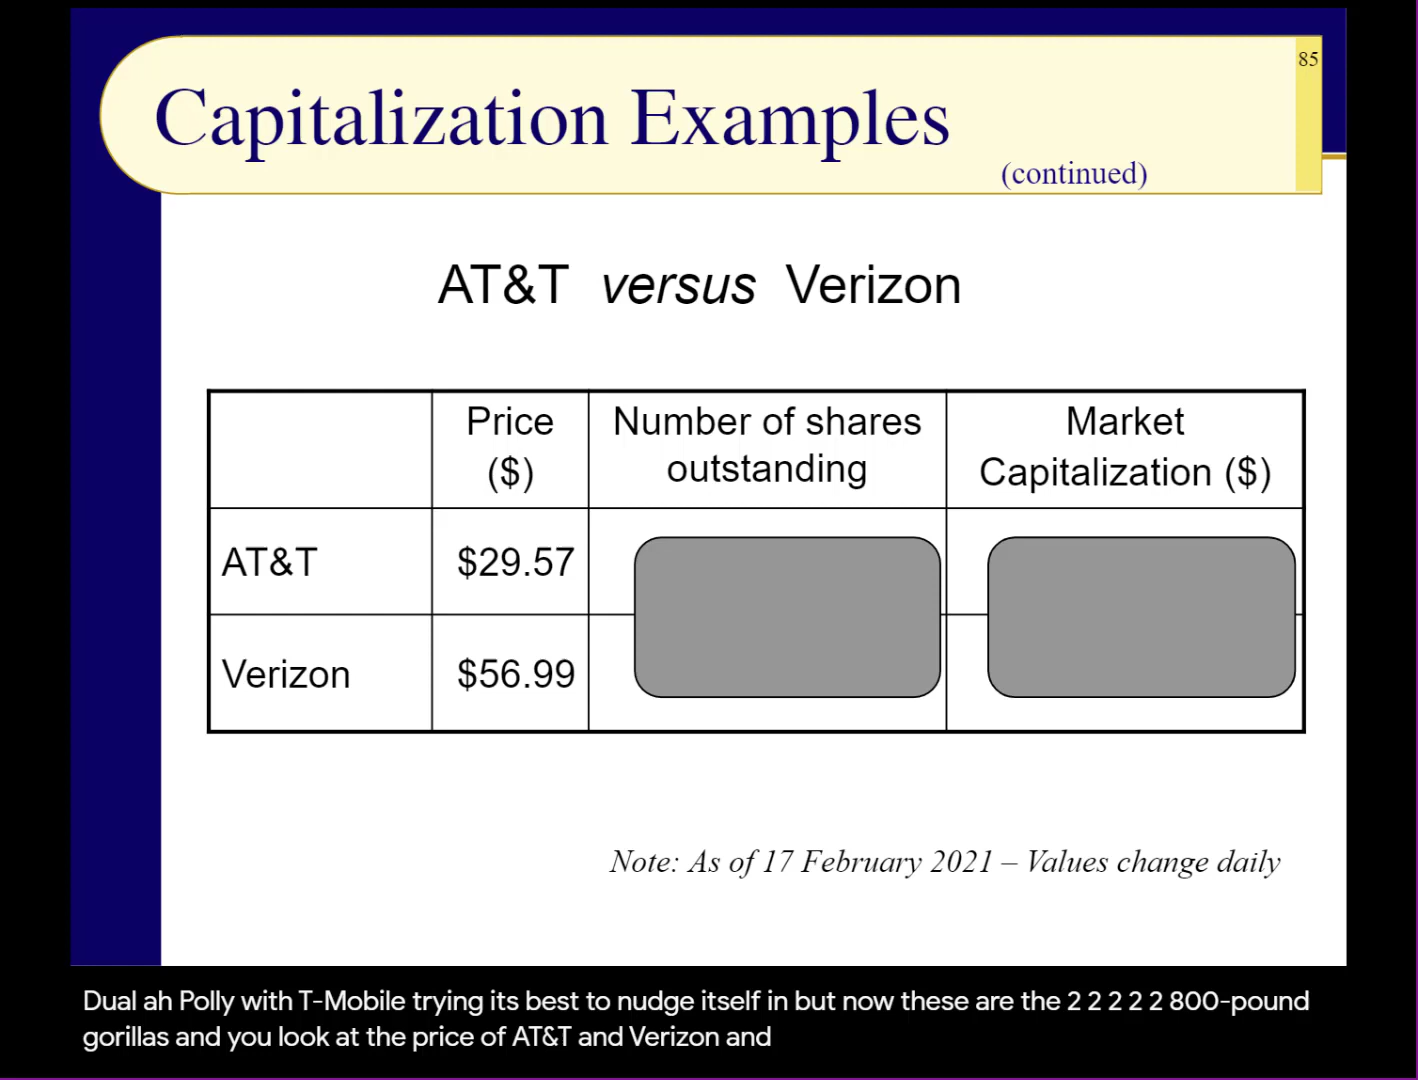 85
Capitalization Examples
(continued)
AT&T versus Verizon
Price ($) Number of shares outstanding Market Capitalization ($)
AT&T $29.57
Verizon $56.99
Note: As of 17 February 2021 – Values change daily
Dual ah Polly with T-Mobile trying its best to nudge itself in but now these are the 2 2 2 2 2 800-pound
gorillas and you look at the price of AT&T and Verizon and